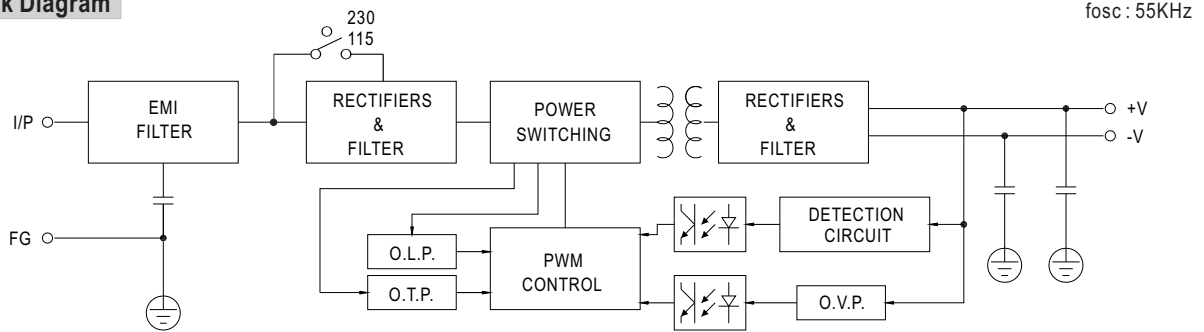 k Diagram
fosc : 55KHz
230
115
I/P
EMI
FILTER
RECTIFIERS
&
FILTER
POWER
SWITCHING
RECTIFIERS
&
FILTER
+V
-V
FG
O.L.P.
O.T.P.
PWM
CONTROL
DETECTION
CIRCUIT
O.V.P.